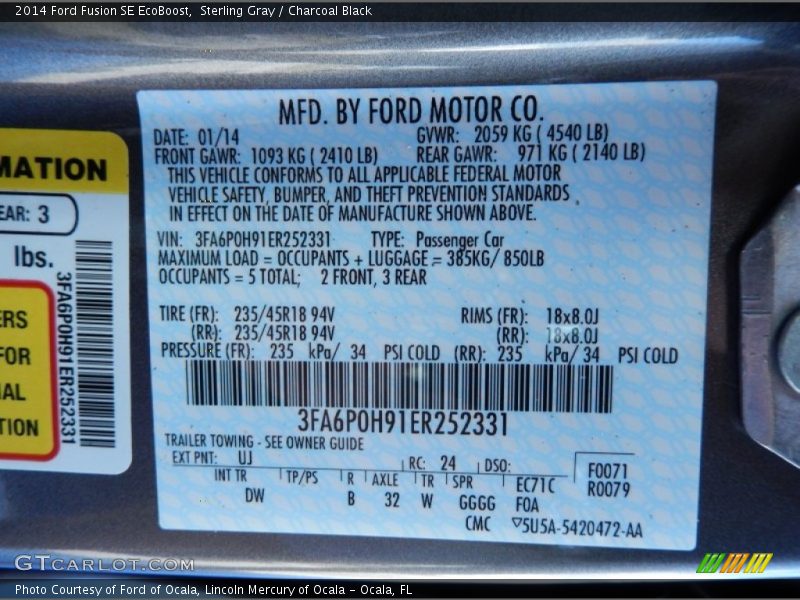 2014 Ford Fusion SE EcoBoost, Sterling Gray / Charcoal Black
MFD. BY FORD MOTOR CO.
DATE: 01/14 GVWR: 2059 KG ( 4540 LB)
FRONT GAWR: 1093 KG ( 2410 LB) REAR GAWR: 971 KG ( 2140 LB)
THIS VEHICLE CONFORMS TO ALL APPLICABLE FEDERAL MOTOR
VEHICLE SAFETY, BUMPER, AND THEFT PREVENTION STANDARDS
IN EFFECT ON THE DATE OF MANUFACTURE SHOWN ABOVE.
VIN: 3FA6P0H91ER252331 TYPE: Passenger Car
MAXIMUM LOAD = OCCUPANTS + LUGGAGE = 385KG/ 850LB
OCCUPANTS = 5 TOTAL; 2 FRONT, 3 REAR
TIRE (FR): 235/45R18 94V RIMS (FR): 18x8.0J
(RR): 235/45R18 94V (RR): 18x8.0J
PRESSURE (FR): 235 kPa/ 34 PSI COLD (RR): 235 kPa/ 34 PSI COLD
3FA6P0H91ER252331
TRAILER TOWING - SEE OWNER GUIDE
EXT PNT: UJ RC: 24 DSO: F0071
INT TR TP/PS R AXLE TR SPR EC71C R0079
DW B 32 W GGGG F0A
CMC ▽5U5A-5420472-AA
MATION
EAR: 3
lbs.
3FA6P0H91ER252331
ERS
FOR
IAL
TION
GTCARLOT.COM
Photo Courtesy of Ford of Ocala, Lincoln Mercury of Ocala - Ocala, FL